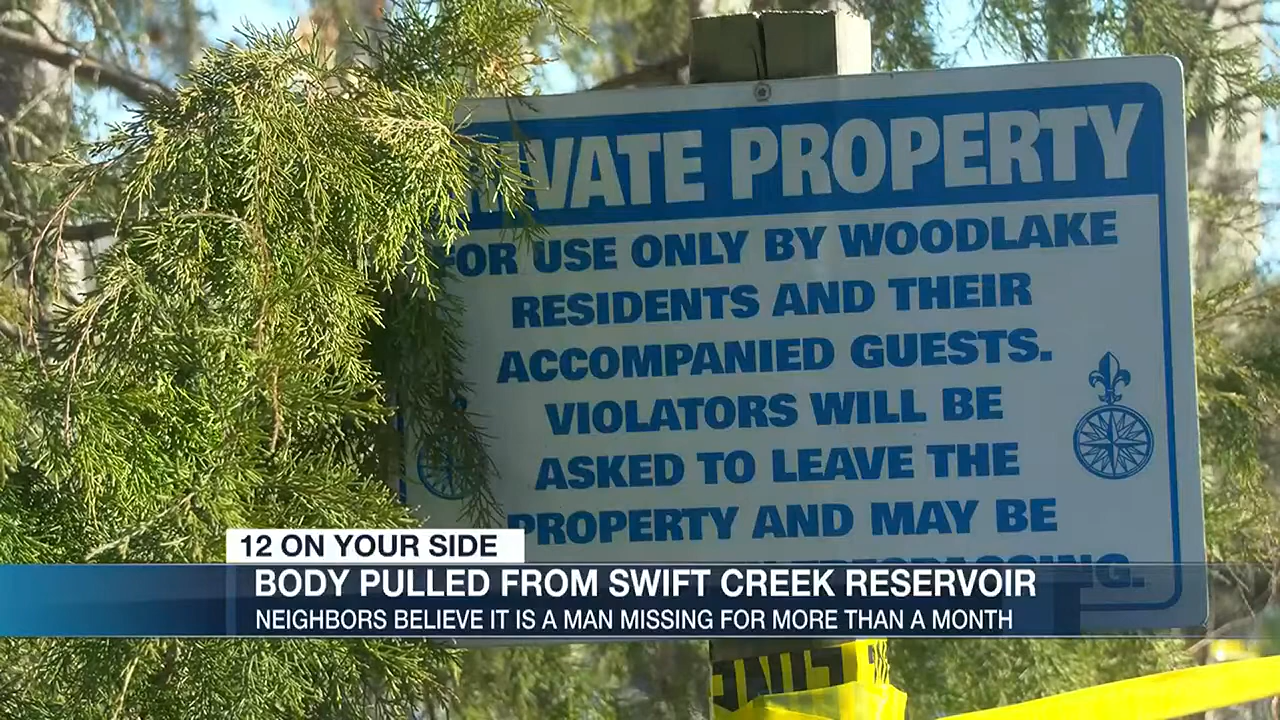 PRIVATE PROPERTY
FOR USE ONLY BY WOODLAKE
RESIDENTS AND THEIR
ACCOMPANIED GUESTS.
VIOLATORS WILL BE
ASKED TO LEAVE THE
PROPERTY AND MAY BE
12 ON YOUR SIDE
BODY PULLED FROM SWIFT CREEK RESERVOIR
NEIGHBORS BELIEVE IT IS A MAN MISSING FOR MORE THAN A MONTH